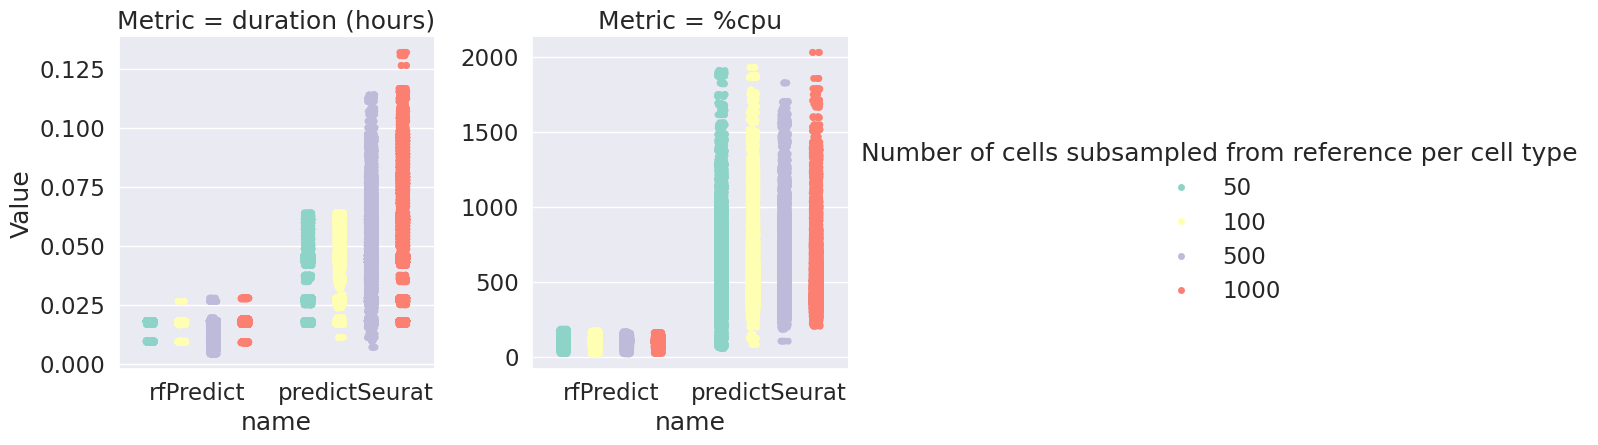 Metric = duration (hours)
Metric = %cpu
Value
0.125
0.100
0.075
0.050
0.025
0.000
rfPredict
predictSeurat
name
2000
1500
1000
500
0
rfPredict
predictSeurat
name
Number of cells subsampled from reference per cell type
50
100
500
1000